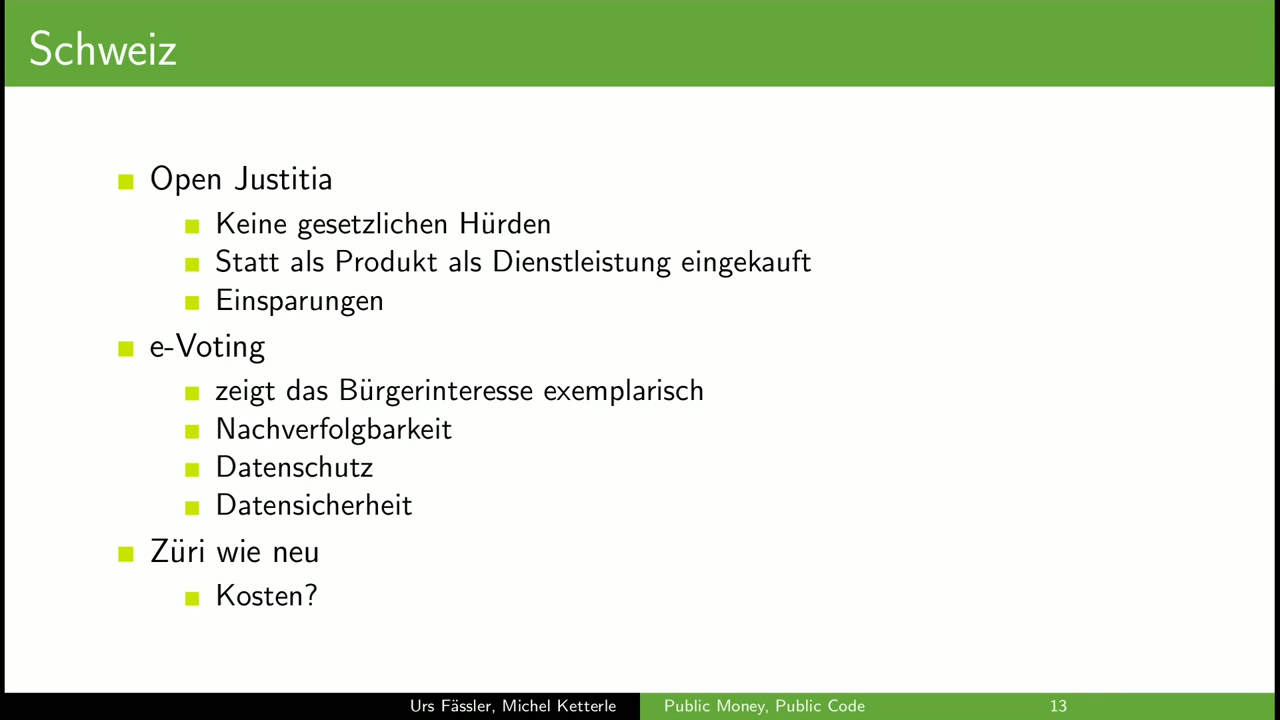 Schweiz
Open Justitia
Keine gesetzlichen Hürden
Statt als Produkt als Dienstleistung eingekauft
Einsparungen
e-Voting
zeigt das Bürgerinteresse exemplarisch
Nachverfolgbarkeit
Datenschutz
Datensicherheit
Züri wie neu
Kosten?
Urs Fässler, Michel Ketterle Public Money, Public Code 13